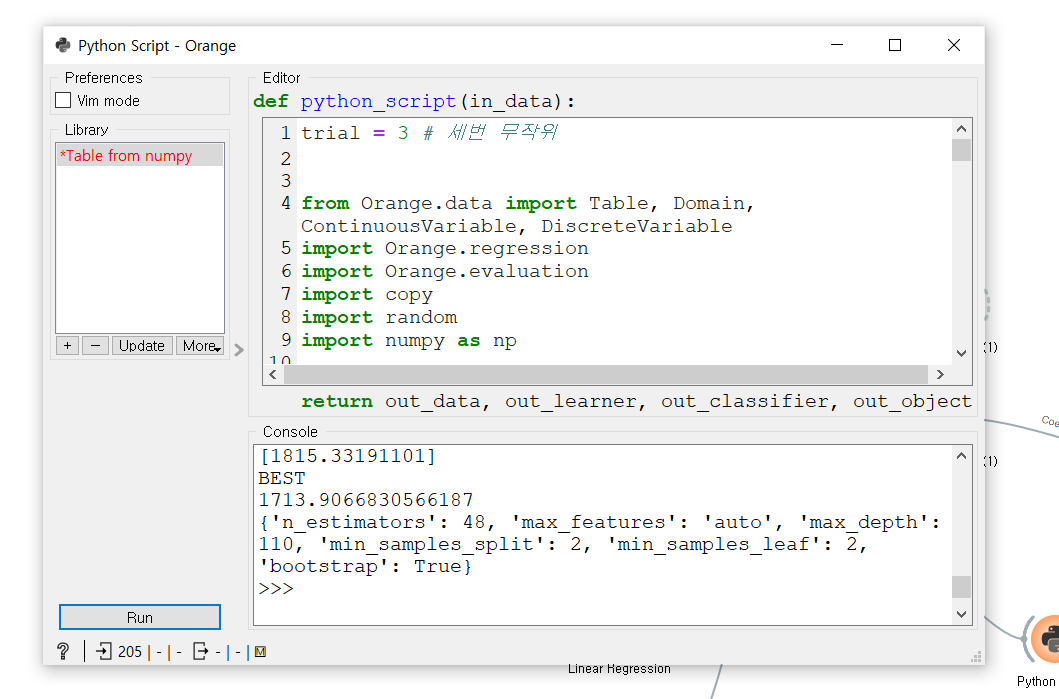 Python Script - Orange
Preferences
Vim mode
Library
*Table from numpy
+ − Update More
Run
? 205 | - | - - | - | M
Editor
def python_script(in_data):
1 trial = 3 # 세번 무작위
2
3
4 from Orange.data import Table, Domain,
ContinuousVariable, DiscreteVariable
5 import Orange.regression
6 import Orange.evaluation
7 import copy
8 import random
9 import numpy as np
10
return out_data, out_learner, out_classifier, out_object
Console
[1815.33191101]
BEST
1713.9066830566187
{'n_estimators': 48, 'max_features': 'auto', 'max_depth':
110, 'min_samples_split': 2, 'min_samples_leaf': 2,
'bootstrap': True}
>>>
(1)
Coe
(1)
Linear Regression
Python